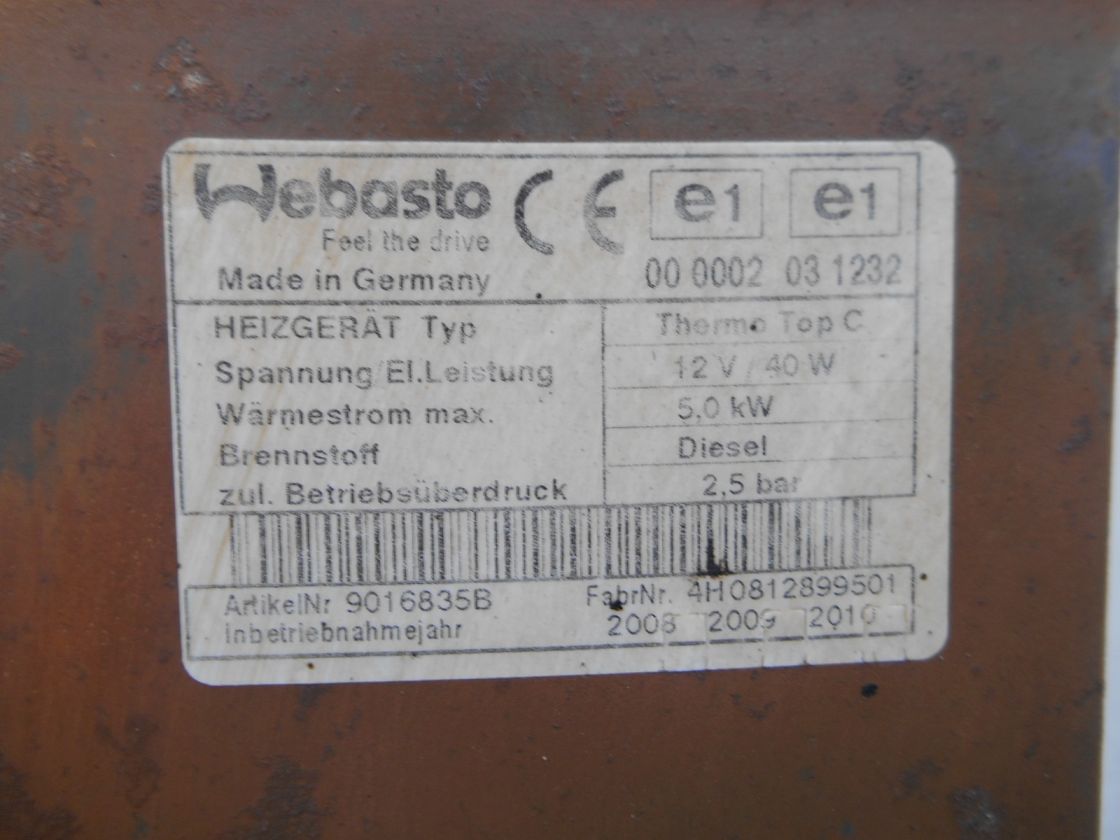 Webasto CE e1 e1
Feel the drive
Made in Germany 00 0002 03 1232
HEIZGERÄT Typ Thermo Top C
Spannung/El.Leistung 12 V / 40 W
Wärmestrom max. 5,0 kW
Brennstoff Diesel
zul. Betriebsüberdruck 2,5 bar
ArtikelNr 9016835B FabrNr. 4H0812899501
Inbetriebnahmejahr 2008 2009 2010